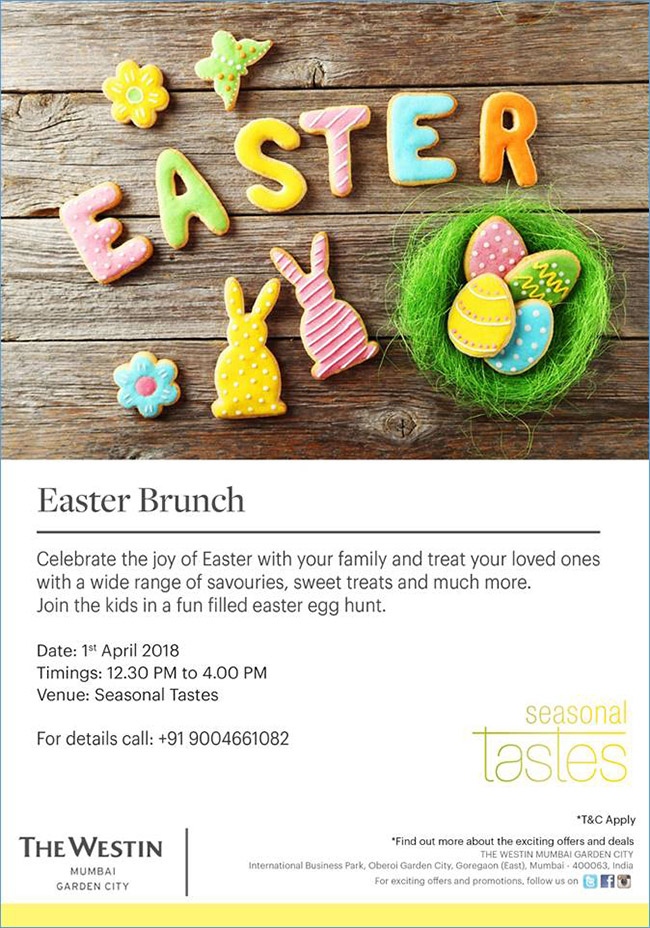 EASTER
Easter Brunch
Celebrate the joy of Easter with your family and treat your loved ones
with a wide range of savouries, sweet treats and much more.
Join the kids in a fun filled easter egg hunt.
Date: 1st April 2018
Timings: 12.30 PM to 4.00 PM
Venue: Seasonal Tastes
For details call: +91 9004661082
seasonal
tastes
*T&C Apply
THE WESTIN
MUMBAI
GARDEN CITY
*Find out more about the exciting offers and deals
THE WESTIN MUMBAI GARDEN CITY
International Business Park, Oberoi Garden City, Goregaon (East), Mumbai - 400063, India
For exciting offers and promotions, follow us on